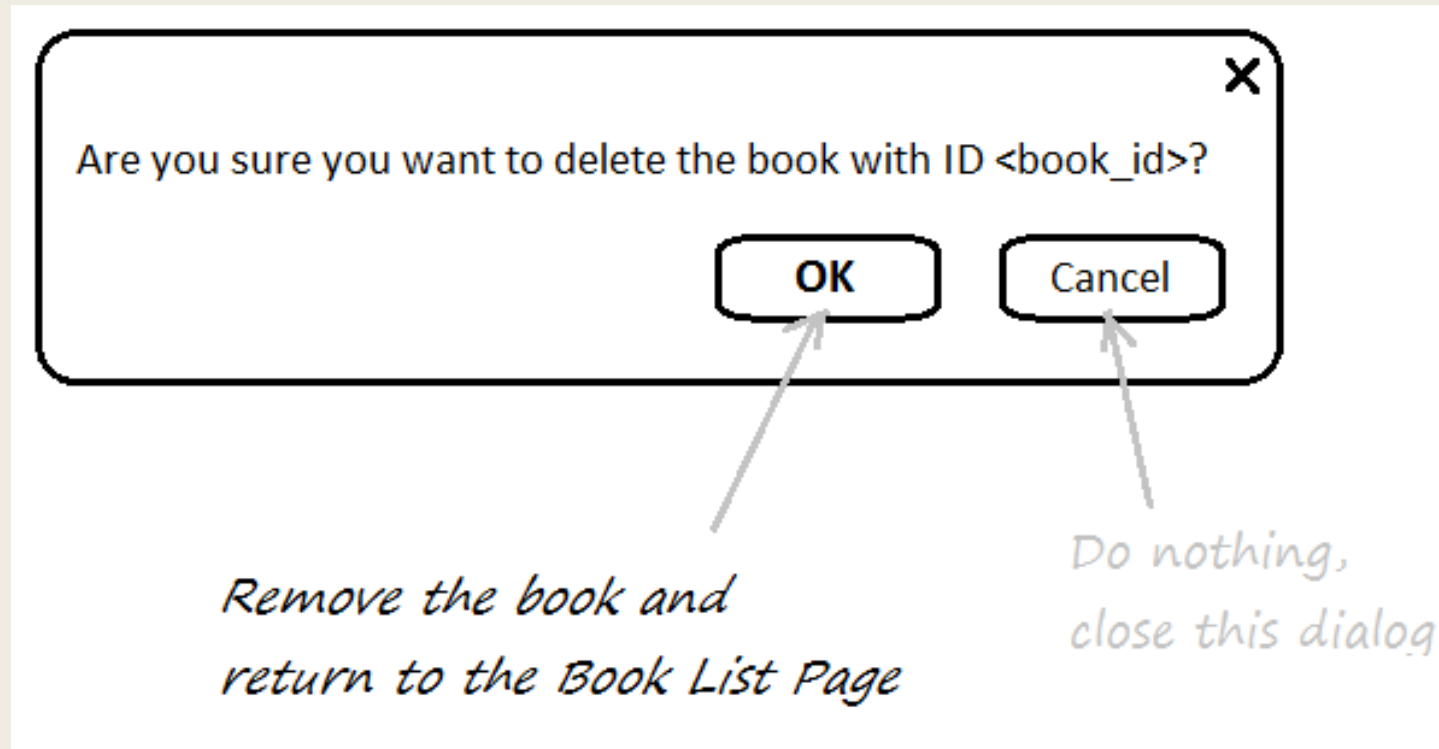 Are you sure you want to delete the book with ID <book_id>?
OK
Cancel
Remove the book and
return to the Book List Page
Do nothing,
close this dialog